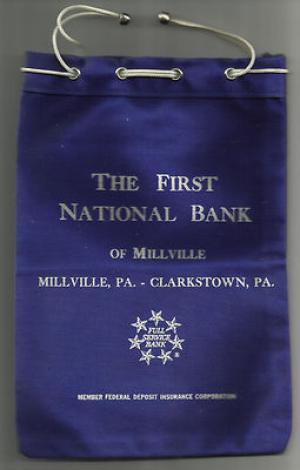 THE FIRST
NATIONAL BANK
OF MILLVILLE
MILLVILLE, PA. - CLARKSTOWN, PA.
FULL
SERVICE
BANK
®
MEMBER FEDERAL DEPOSIT INSURANCE CORPORATION